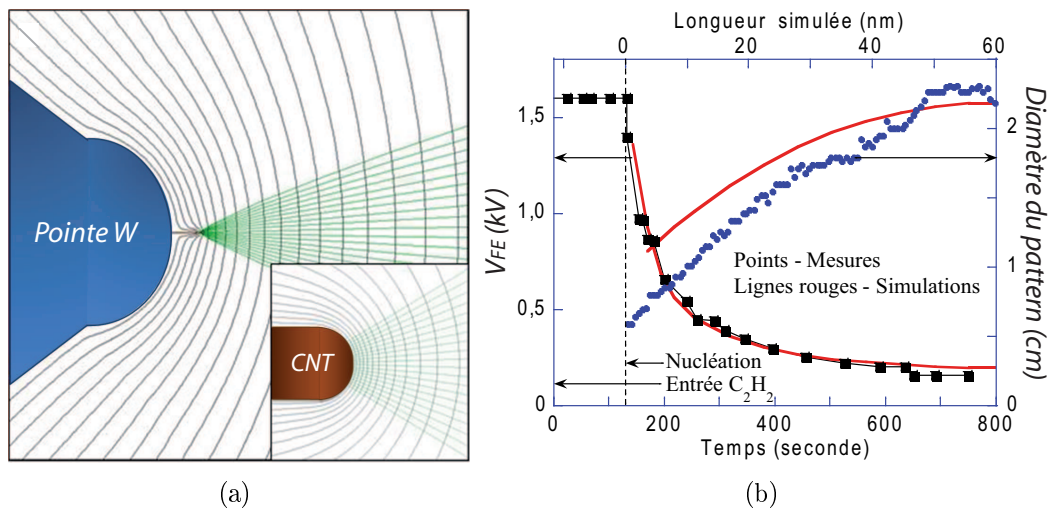 Pointe W
CNT
(a)
Longueur simulée (nm)
0 20 40 60
1,5
1,0
0,5
0
V_FE (kV)
2
1
0
Diamètre du pattern (cm)
Points - Mesures
Lignes rouges - Simulations
Nucléation
Entrée C₂H₂
0 200 400 600 800
Temps (seconde)
(b)